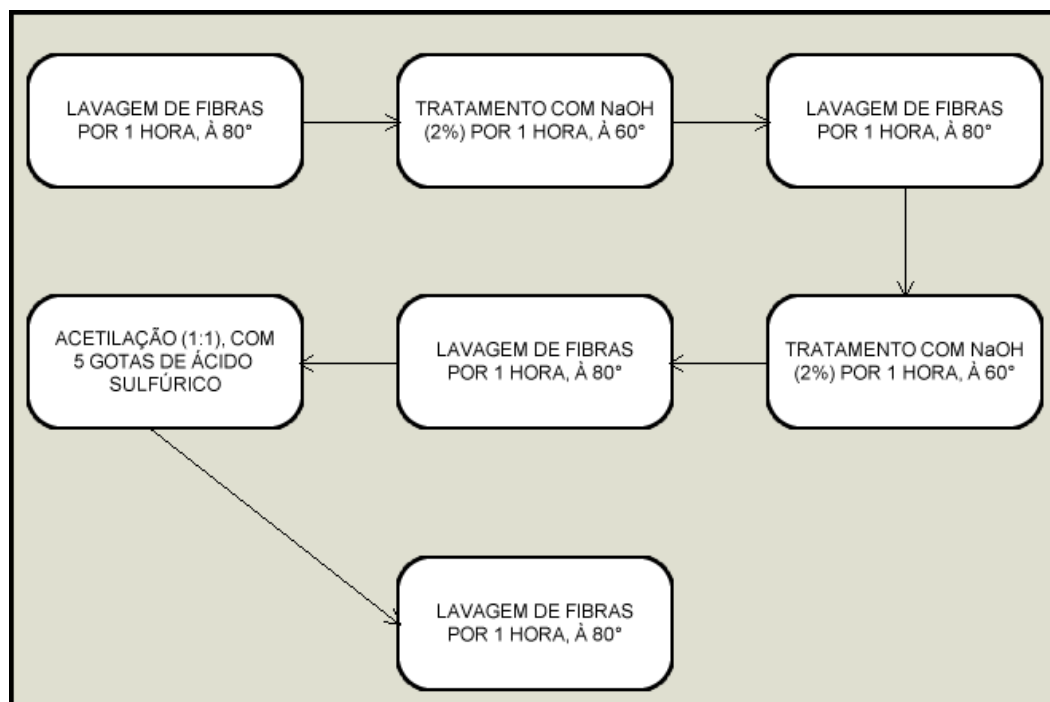 LAVAGEM DE FIBRAS
POR 1 HORA, À 80°
TRATAMENTO COM NaOH
(2%) POR 1 HORA, À 60°
LAVAGEM DE FIBRAS
POR 1 HORA, À 80°
TRATAMENTO COM NaOH
(2%) POR 1 HORA, À 60°
LAVAGEM DE FIBRAS
POR 1 HORA, À 80°
ACETILAÇÃO (1:1), COM
5 GOTAS DE ÁCIDO
SULFÚRICO
LAVAGEM DE FIBRAS
POR 1 HORA, À 80°